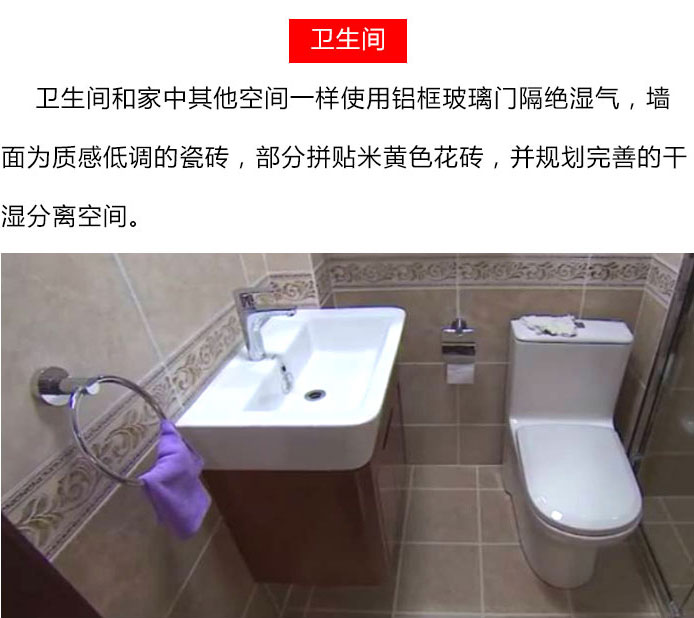 卫生间
卫生间和家中其他空间一样使用铝框玻璃门隔绝湿气，墙
面为质感低调的瓷砖，部分拼贴米黄色花砖，并规划完善的干
湿分离空间。